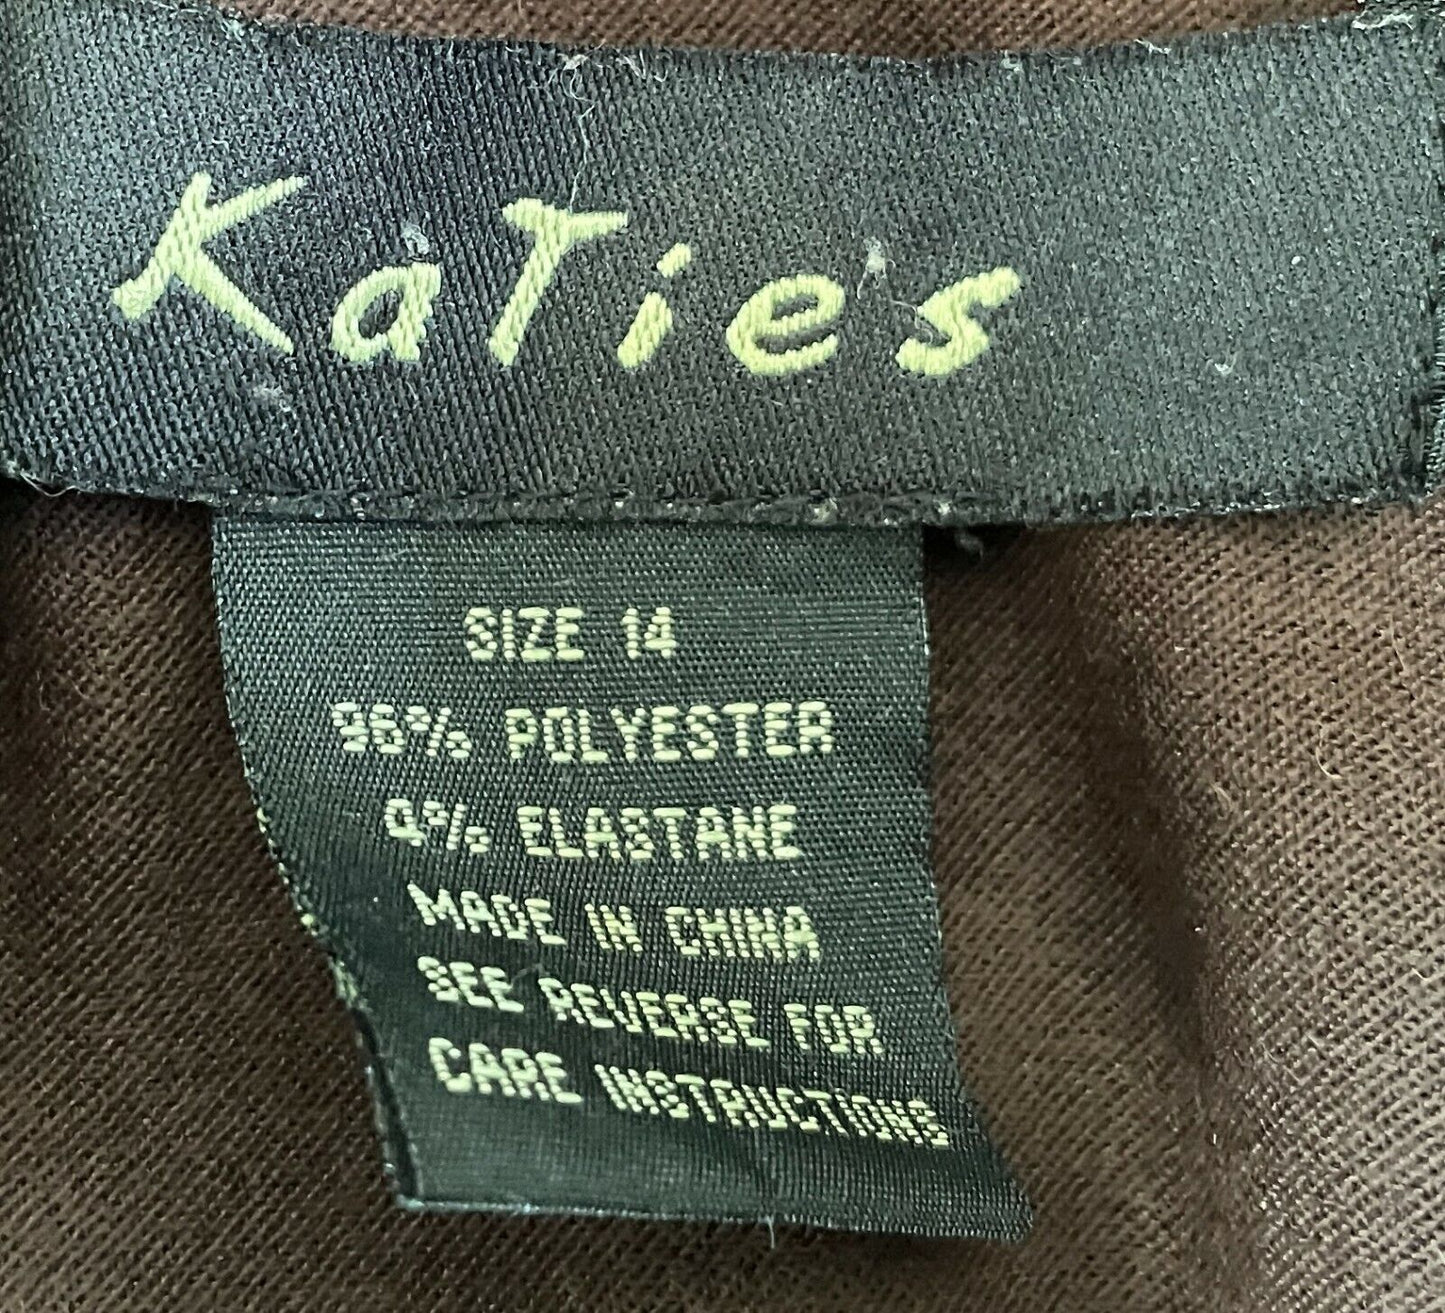 KaTies
SIZE 14
96% POLYESTER
4% ELASTANE
MADE IN CHINA
SEE REVERSE FOR
CARE INSTRUCTIONS